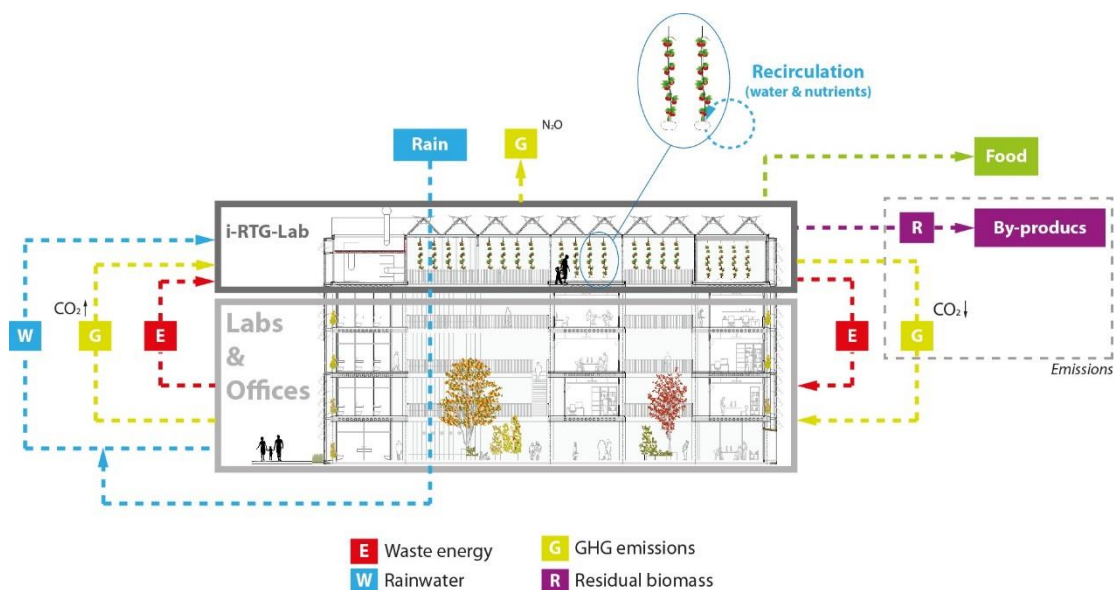 Recirculation
(water & nutrients)
N₂O
Rain
G
Food
i-RTG-Lab
R
By-producs
CO₂↑
CO₂↓
W
G
E
Labs
&
Offices
E
G
Emissions
E Waste energy
G GHG emissions
W Rainwater
R Residual biomass